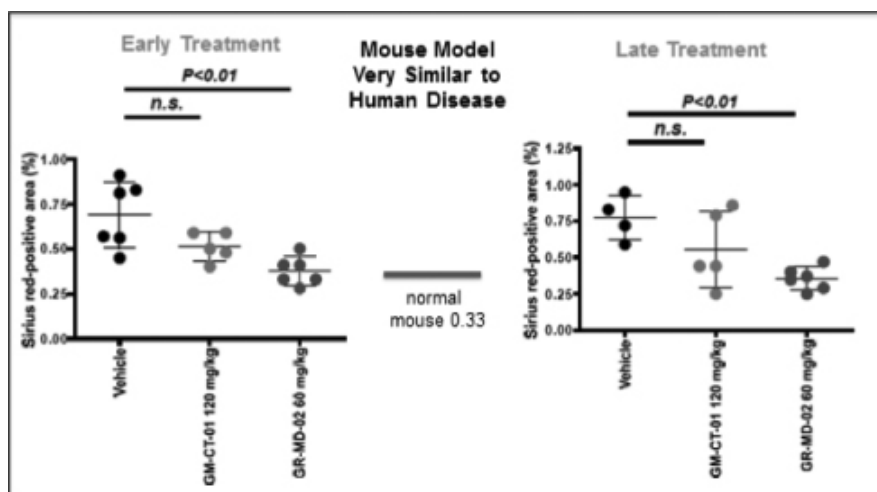 Early Treatment
P<0.01
n.s.
Sirius red-positive area (%)
1.00
0.75
0.50
0.25
0.00
Vehicle
GM-CT-01 120 mg/kg
GR-MD-02 60 mg/kg
Mouse Model
Very Similar to
Human Disease
normal
mouse 0.33
Late Treatment
P<0.01
n.s.
Sirius red-positive area (%)
1.25
1.00
0.75
0.50
0.25
0.00
Vehicle
GM-CT-01 120 mg/kg
GR-MD-02 60 mg/kg